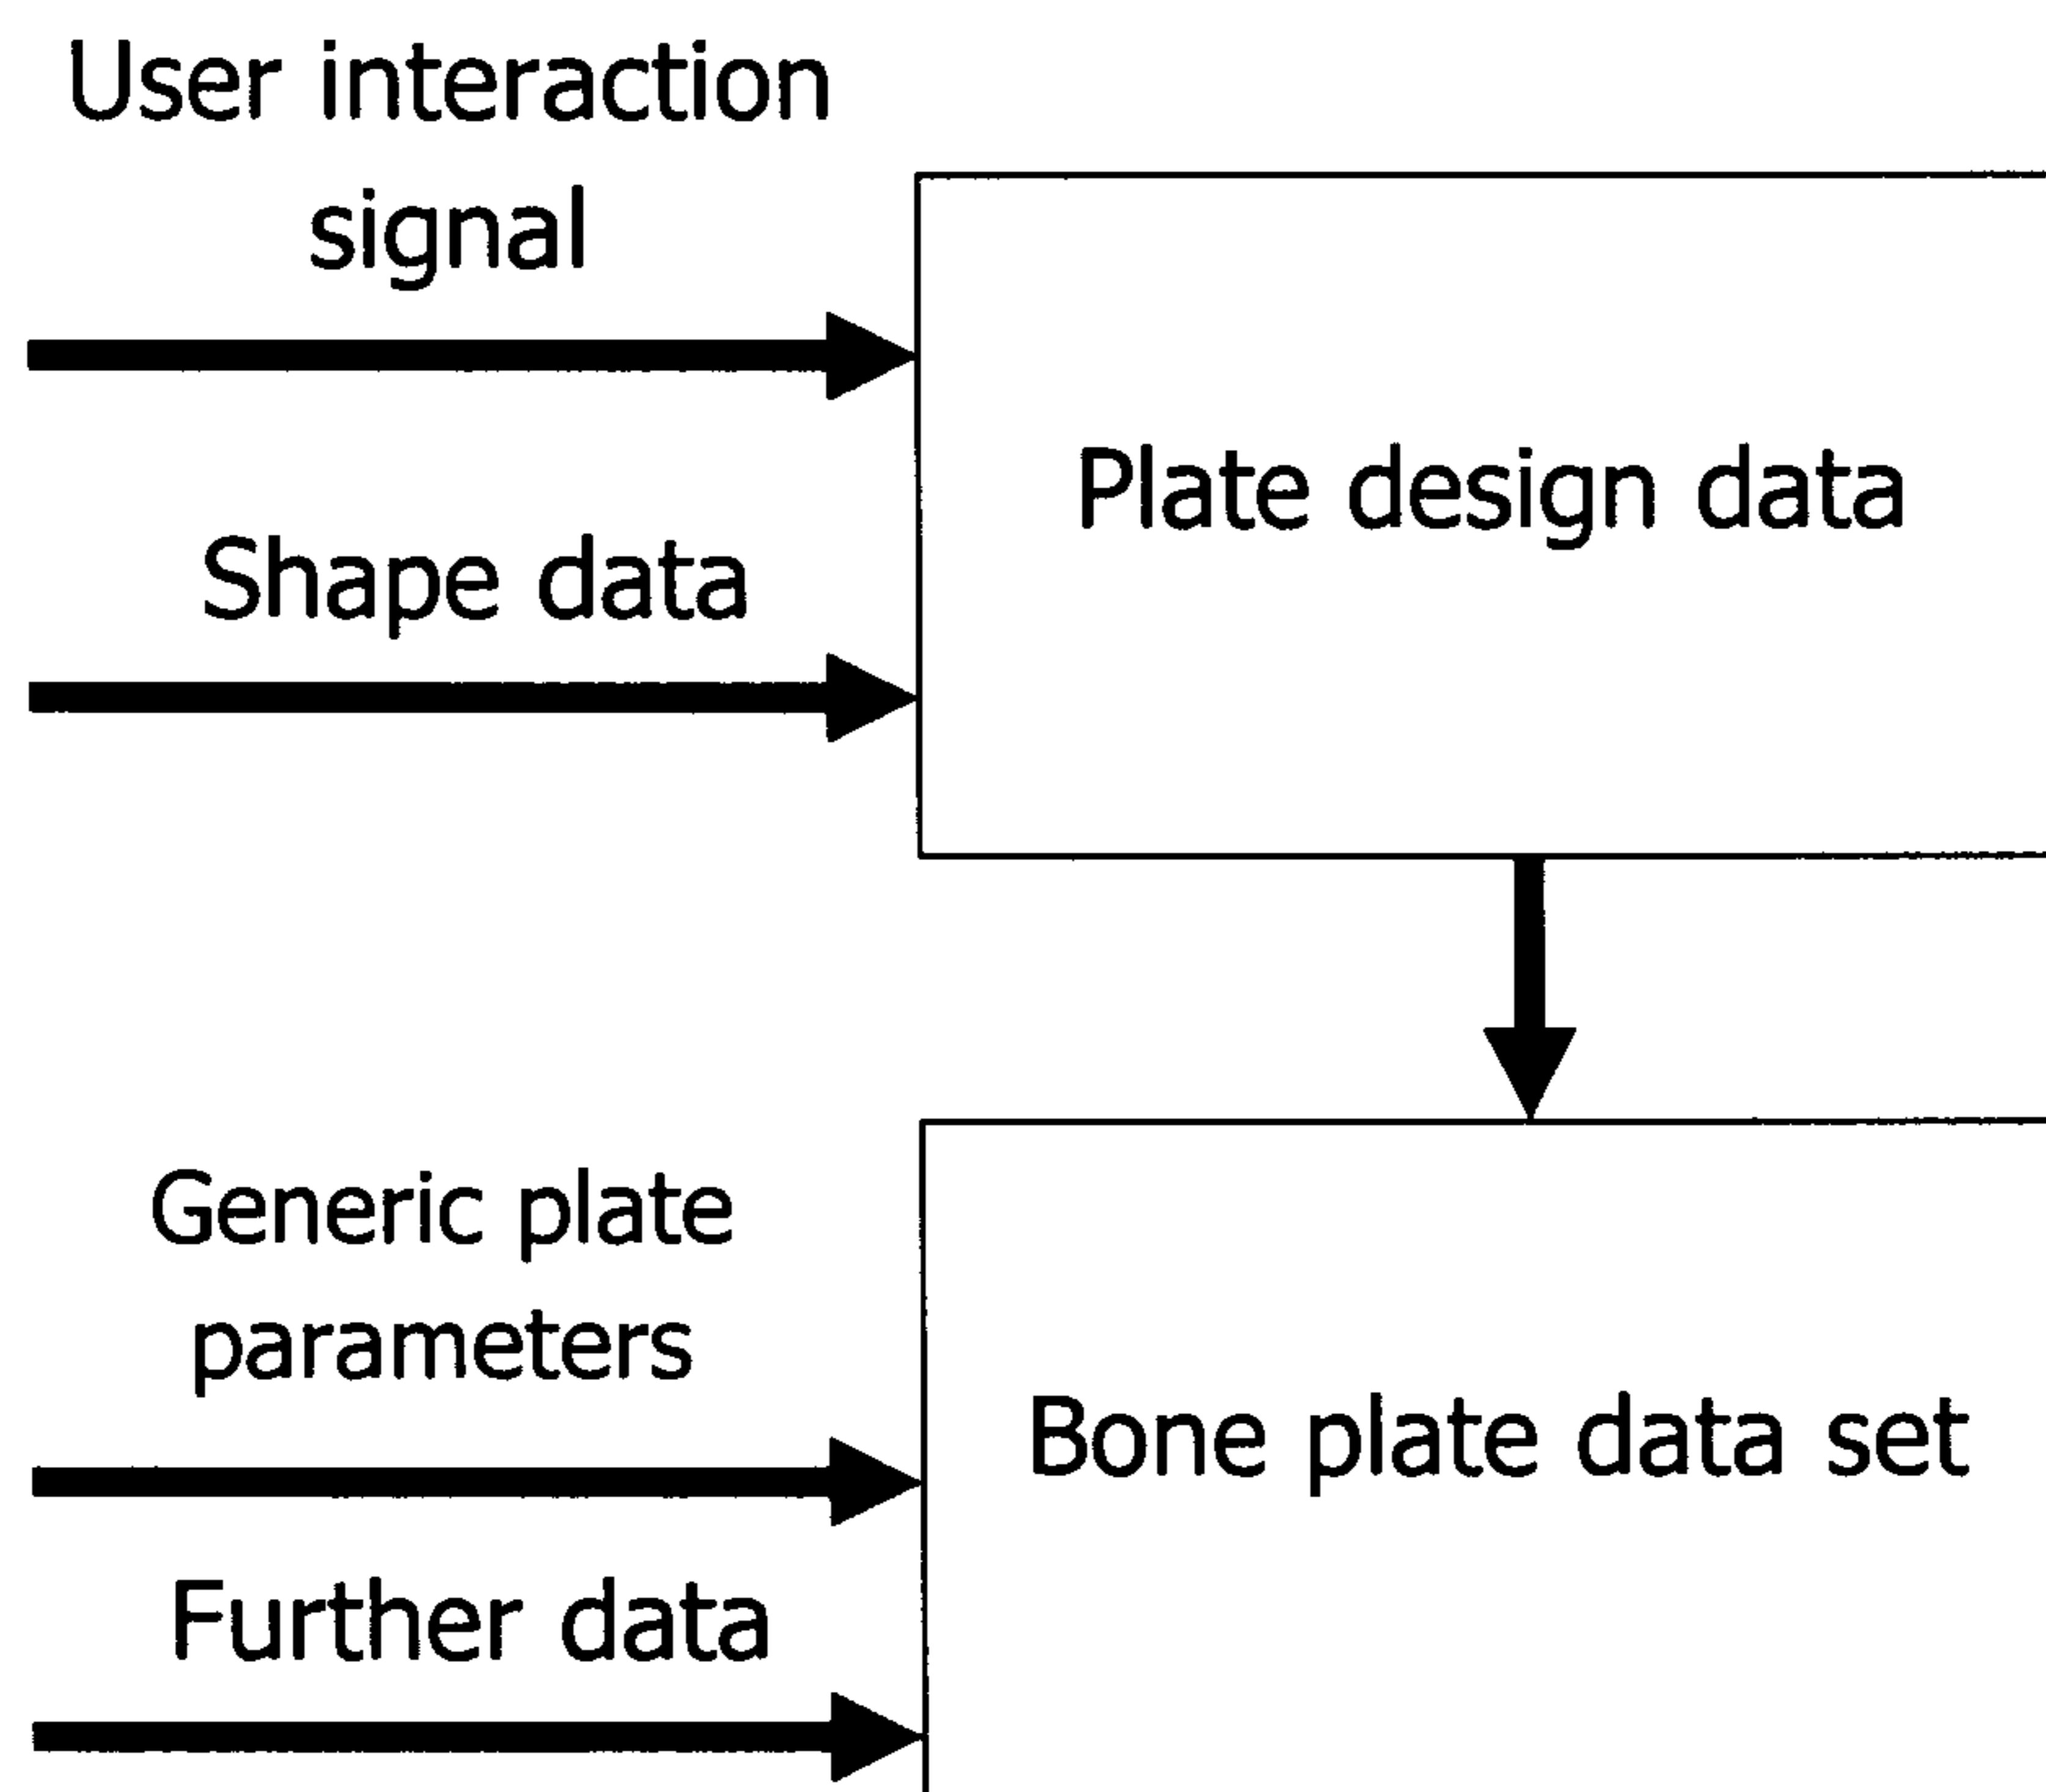 User interaction
signal
Plate design data
Shape data
Generic plate
parameters
Bone plate data set
Further data